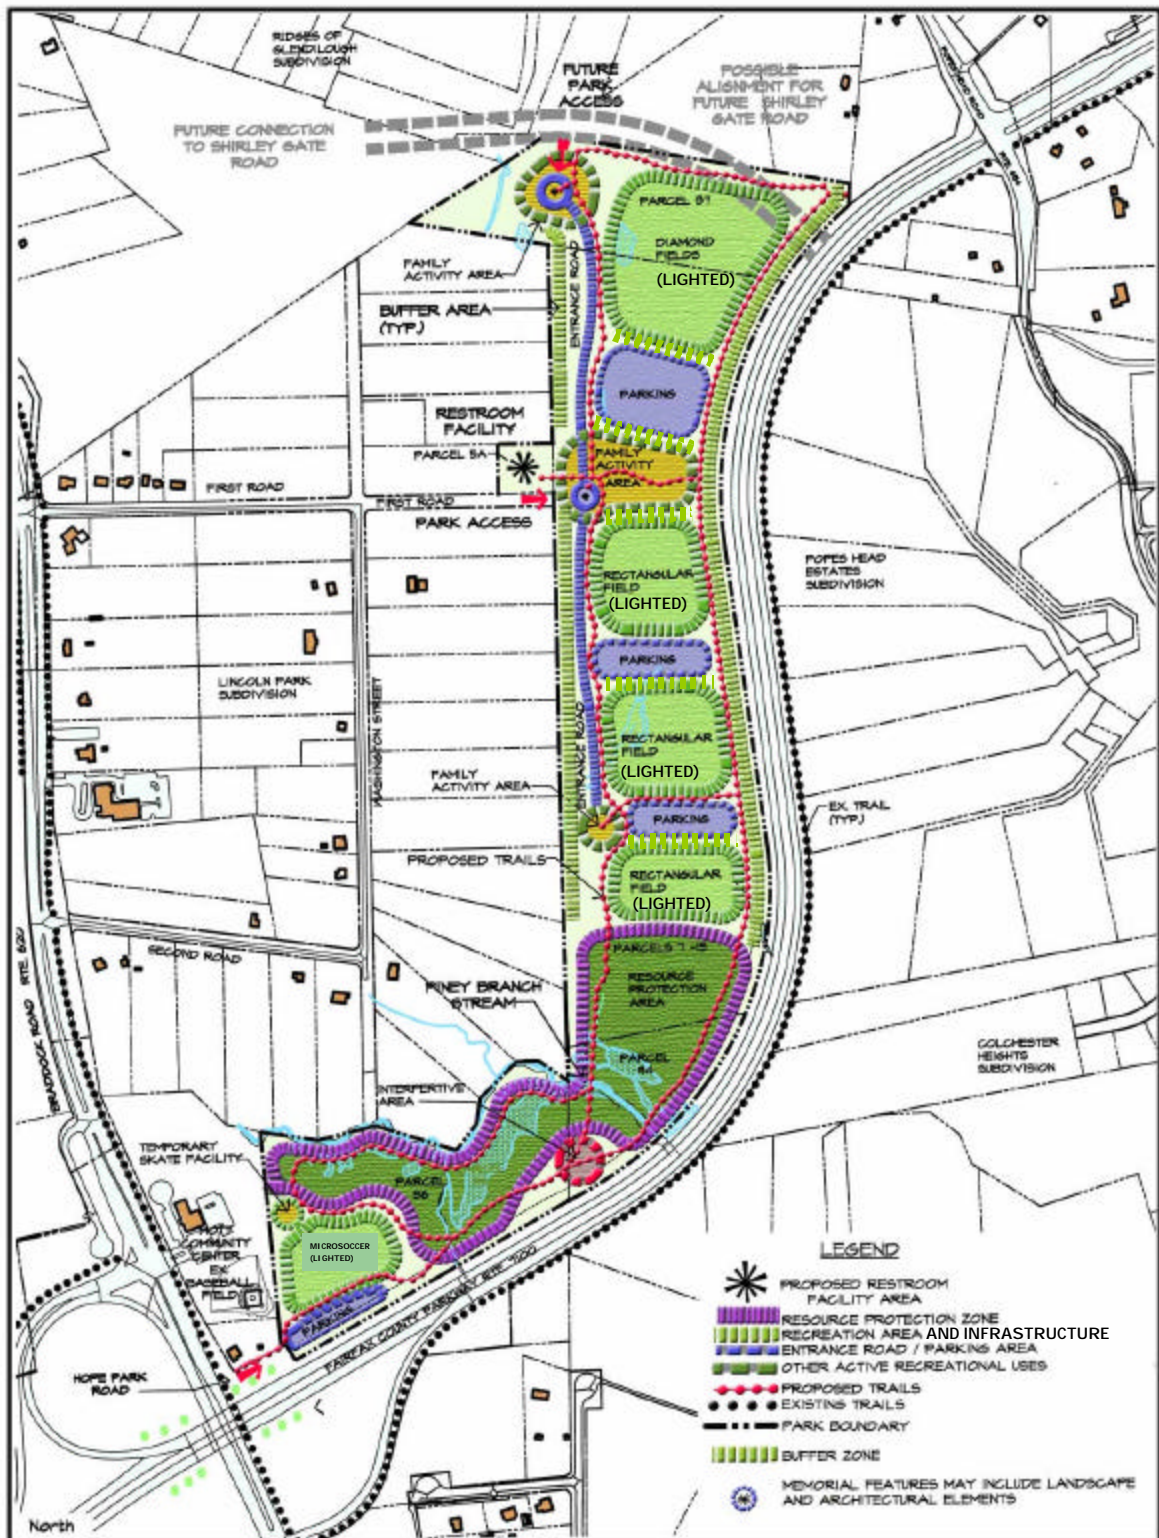 RIDGES OF
GLENDILOUGH
SUBDIVISION
FUTURE
PARK
ACCESS
POSSIBLE
ALIGNMENT FOR
FUTURE SHIRLEY
GATE ROAD
FUTURE CONNECTION
TO SHIRLEY GATE
ROAD
PARCEL 57
DIAMOND
FIELDS
(LIGHTED)
FAMILY
ACTIVITY AREA
BUFFER AREA
(TYP.)
ENTRANCE ROAD
PARKING
RESTROOM
FACILITY
PARCEL 5A
FAMILY
ACTIVITY
AREA
FIRST ROAD
FIRST ROAD
PARK ACCESS
RECTANGULAR
FIELD
(LIGHTED)
POPES HEAD
ESTATES
SUBDIVISION
PARKING
LINCOLN PARK
SUBDIVISION
WASHINGTON STREET
ENTRANCE ROAD
RECTANGULAR
FIELD
(LIGHTED)
FAMILY
ACTIVITY AREA
PARKING
EX. TRAIL
(TYP.)
PROPOSED TRAILS
RECTANGULAR
FIELD
(LIGHTED)
SECOND ROAD
BRADDOCK ROAD RTE 620
RESOURCE
PROTECTION
AREA
PINEY BRANCH
STREAM
PARCEL
54
COLCHESTER
HEIGHTS
SUBDIVISION
INTERPRETIVE
AREA
TEMPORARY
SKATE FACILITY
PARCEL
56
COMMUNITY
CENTER
EX.
BASEBALL
FIELD
MICROSOCCER
(LIGHTED)
PARKING
FAIRFAX COUNTY PARKWAY RTE 7100
HOPE PARK
ROAD
LEGEND
PROPOSED RESTROOM
FACILITY AREA
RESOURCE PROTECTION ZONE
RECREATION AREA AND INFRASTRUCTURE
ENTRANCE ROAD / PARKING AREA
OTHER ACTIVE RECREATIONAL USES
PROPOSED TRAILS
EXISTING TRAILS
PARK BOUNDARY
BUFFER ZONE
MEMORIAL FEATURES MAY INCLUDE LANDSCAPE
AND ARCHITECTURAL ELEMENTS
North